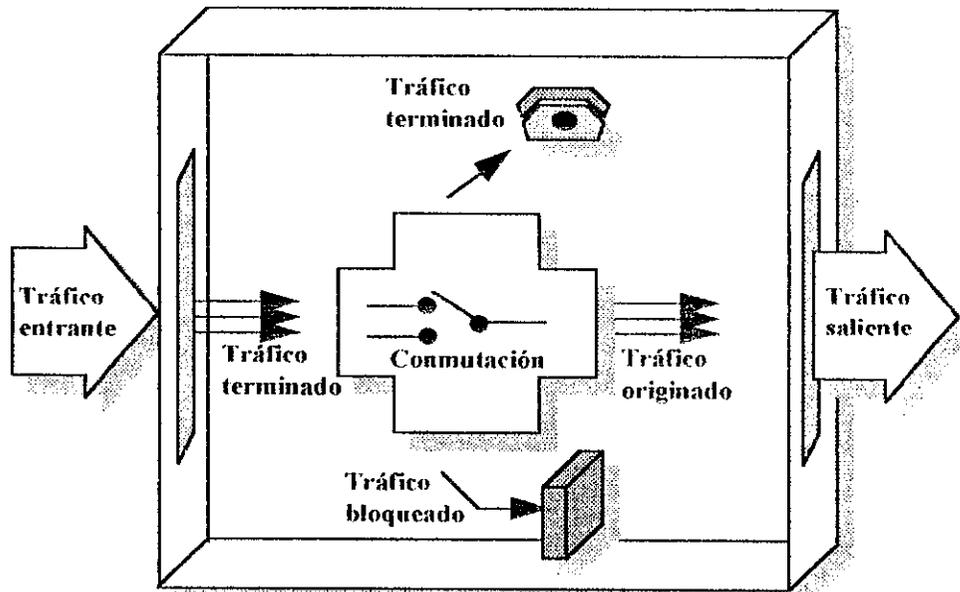 Tráfico
terminado
Tráfico
entrante
Tráfico
terminado
Conmutación
Tráfico
originado
Tráfico
saliente
Tráfico
bloqueado